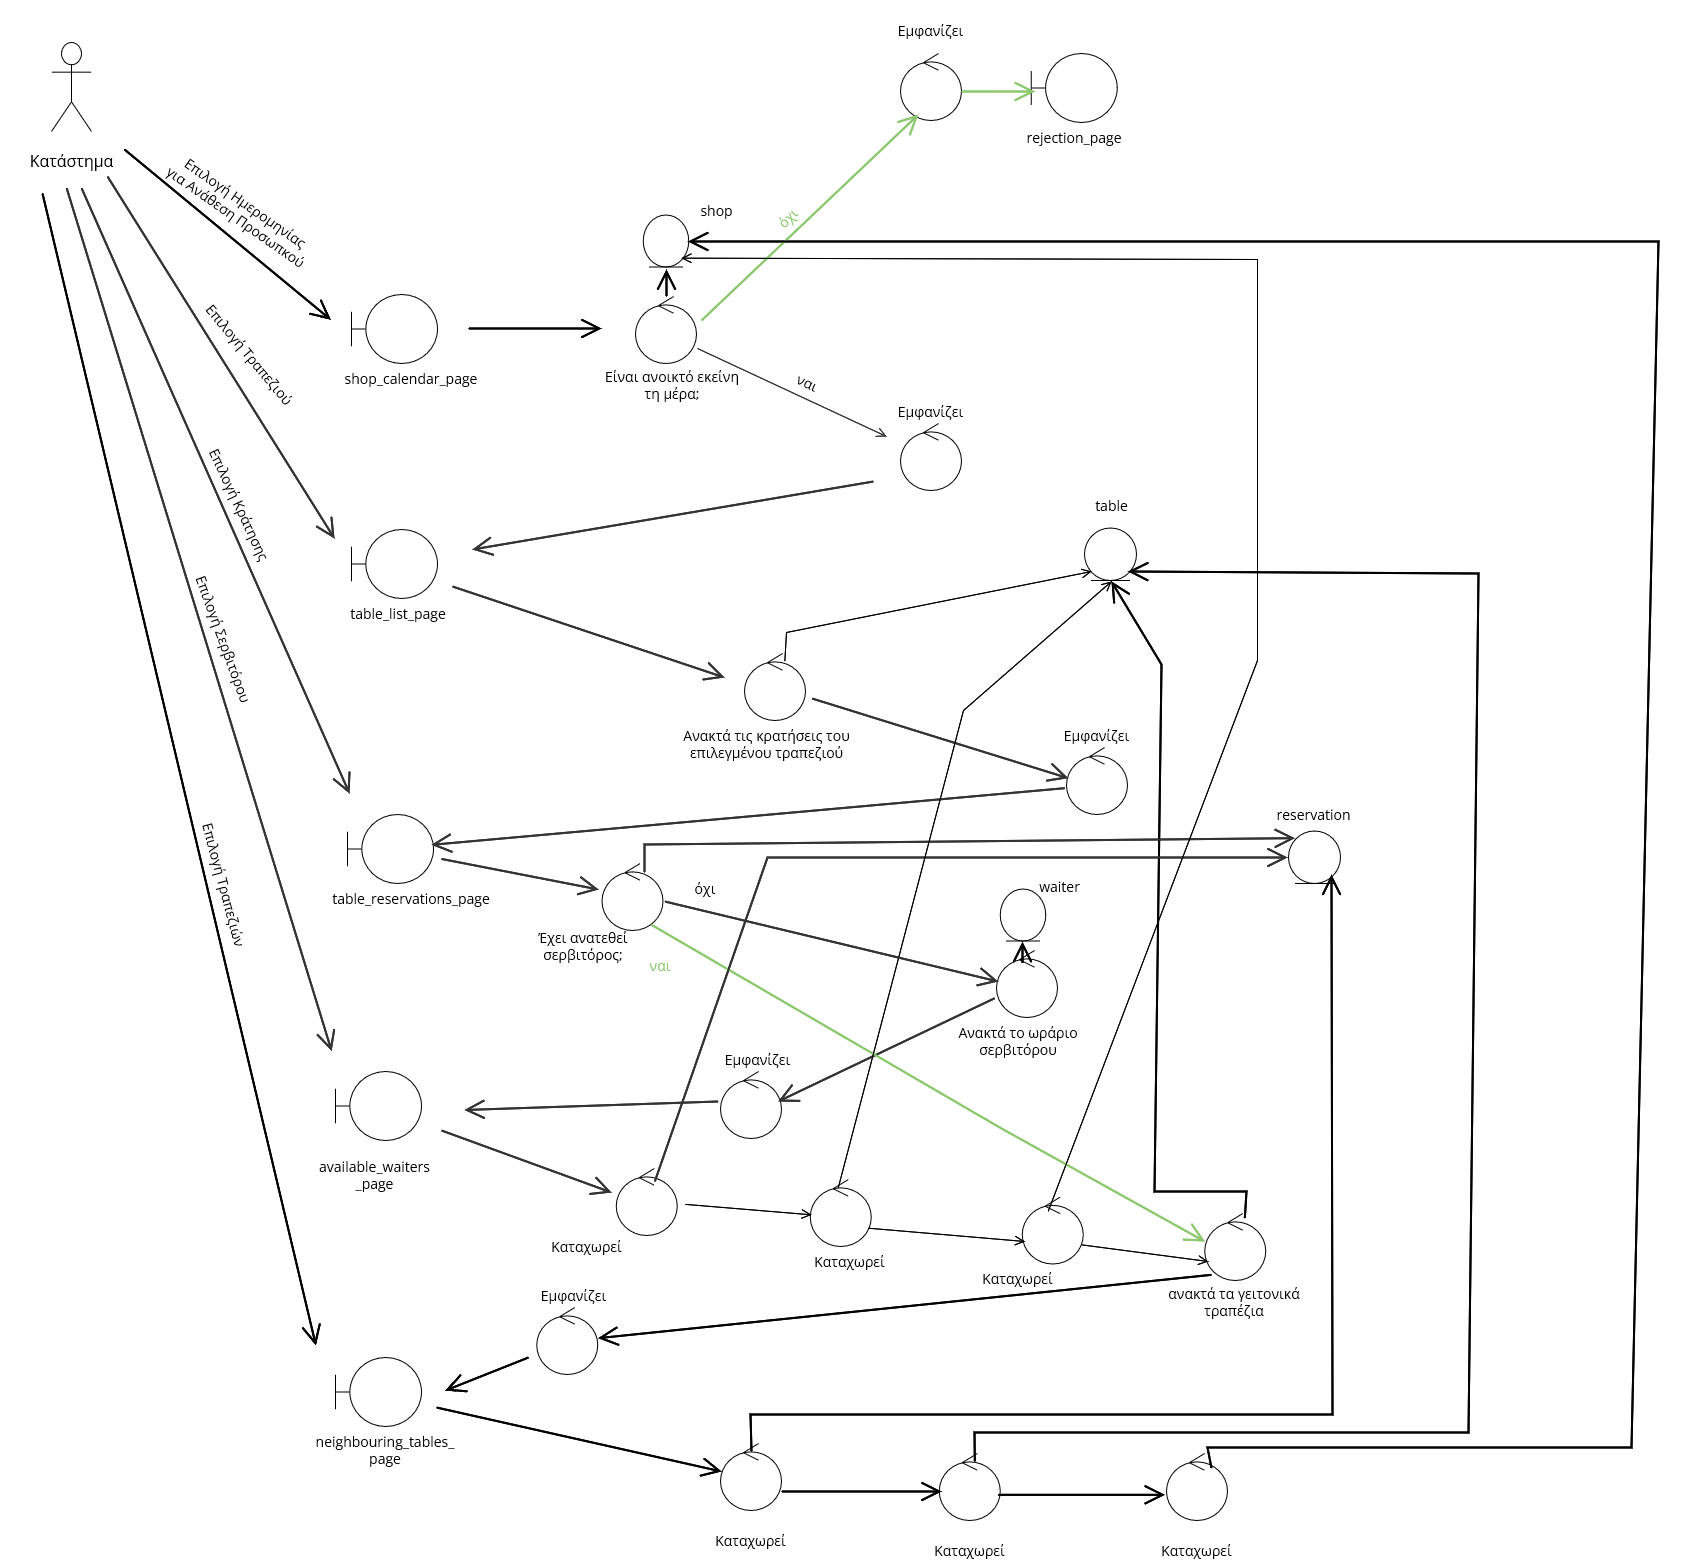 Εμφανίζει
rejection_page
Κατάστημα
Επιλογή Ημερομηνίας
για Ανάθεση Προσωπικού
shop
όχι
Επιλογή Τραπεζιού
shop_calendar_page
Είναι ανοικτό εκείνη
τη μέρα;
ναι
Εμφανίζει
Επιλογή Κράτησης
table
table_list_page
Επιλογή Σερβιτόρου
Ανακτά τις κρατήσεις του
επιλεγμένου τραπεζιού
Εμφανίζει
reservation
Επιλογή Τραπεζιών
table_reservations_page
όχι
waiter
Έχει ανατεθεί
σερβιτόρος;
ναι
Ανακτά το ωράριο
σερβιτόρου
Εμφανίζει
available_waiters
_page
Καταχωρεί
Καταχωρεί
Καταχωρεί
ανακτά τα γειτονικά
τραπέζια
Εμφανίζει
neighbouring_tables_
page
Καταχωρεί
Καταχωρεί
Καταχωρεί